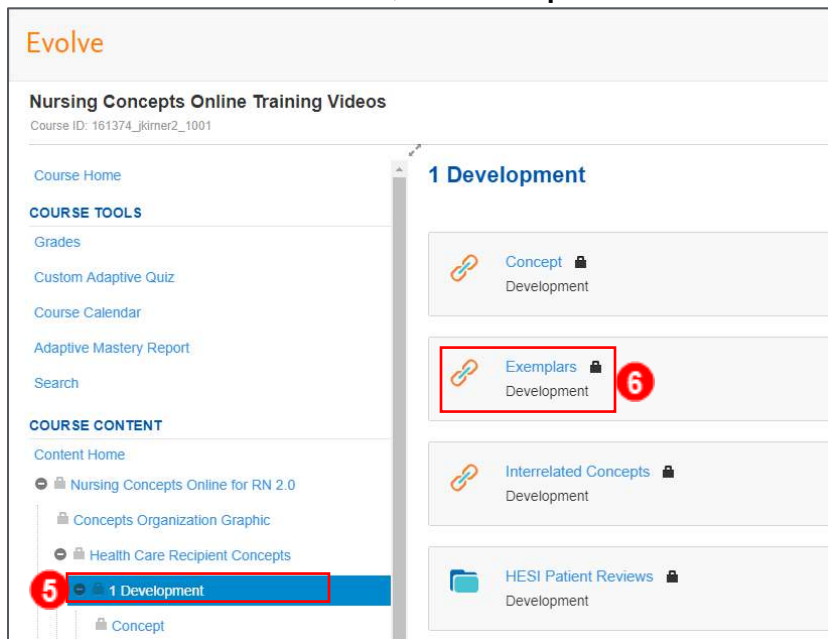 Evolve
Nursing Concepts Online Training Videos
Course ID: 161374_jkirner2_1001
Course Home
COURSE TOOLS
Grades
Custom Adaptive Quiz
Course Calendar
Adaptive Mastery Report
Search
COURSE CONTENT
Content Home
Nursing Concepts Online for RN 2.0
Concepts Organization Graphic
Health Care Recipient Concepts
5 1 Development
Concept
1 Development
Concept
Development
Exemplars
Development
6
Interrelated Concepts
Development
HESI Patient Reviews
Development